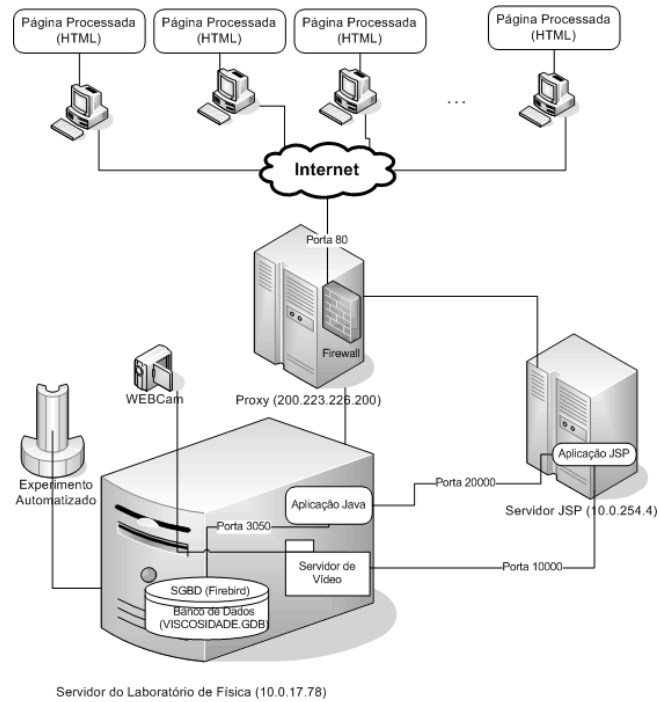 Página Processada
(HTML)
Página Processada
(HTML)
Página Processada
(HTML)
Página Processada
(HTML)
...
Internet
Porta 80
Firewall
WEBCam
Proxy (200.223.226.200)
Experimento
Automatizado
Aplicação JSP
Aplicação Java
Porta 20000
Servidor JSP (10.0.254.4)
Porta 3050
Servidor de
Vídeo
Porta 10000
SGBD (Firebird)
Banco de Dados
(VISCOSIDADE.GDB)
Servidor do Laboratório de Física (10.0.17.78)